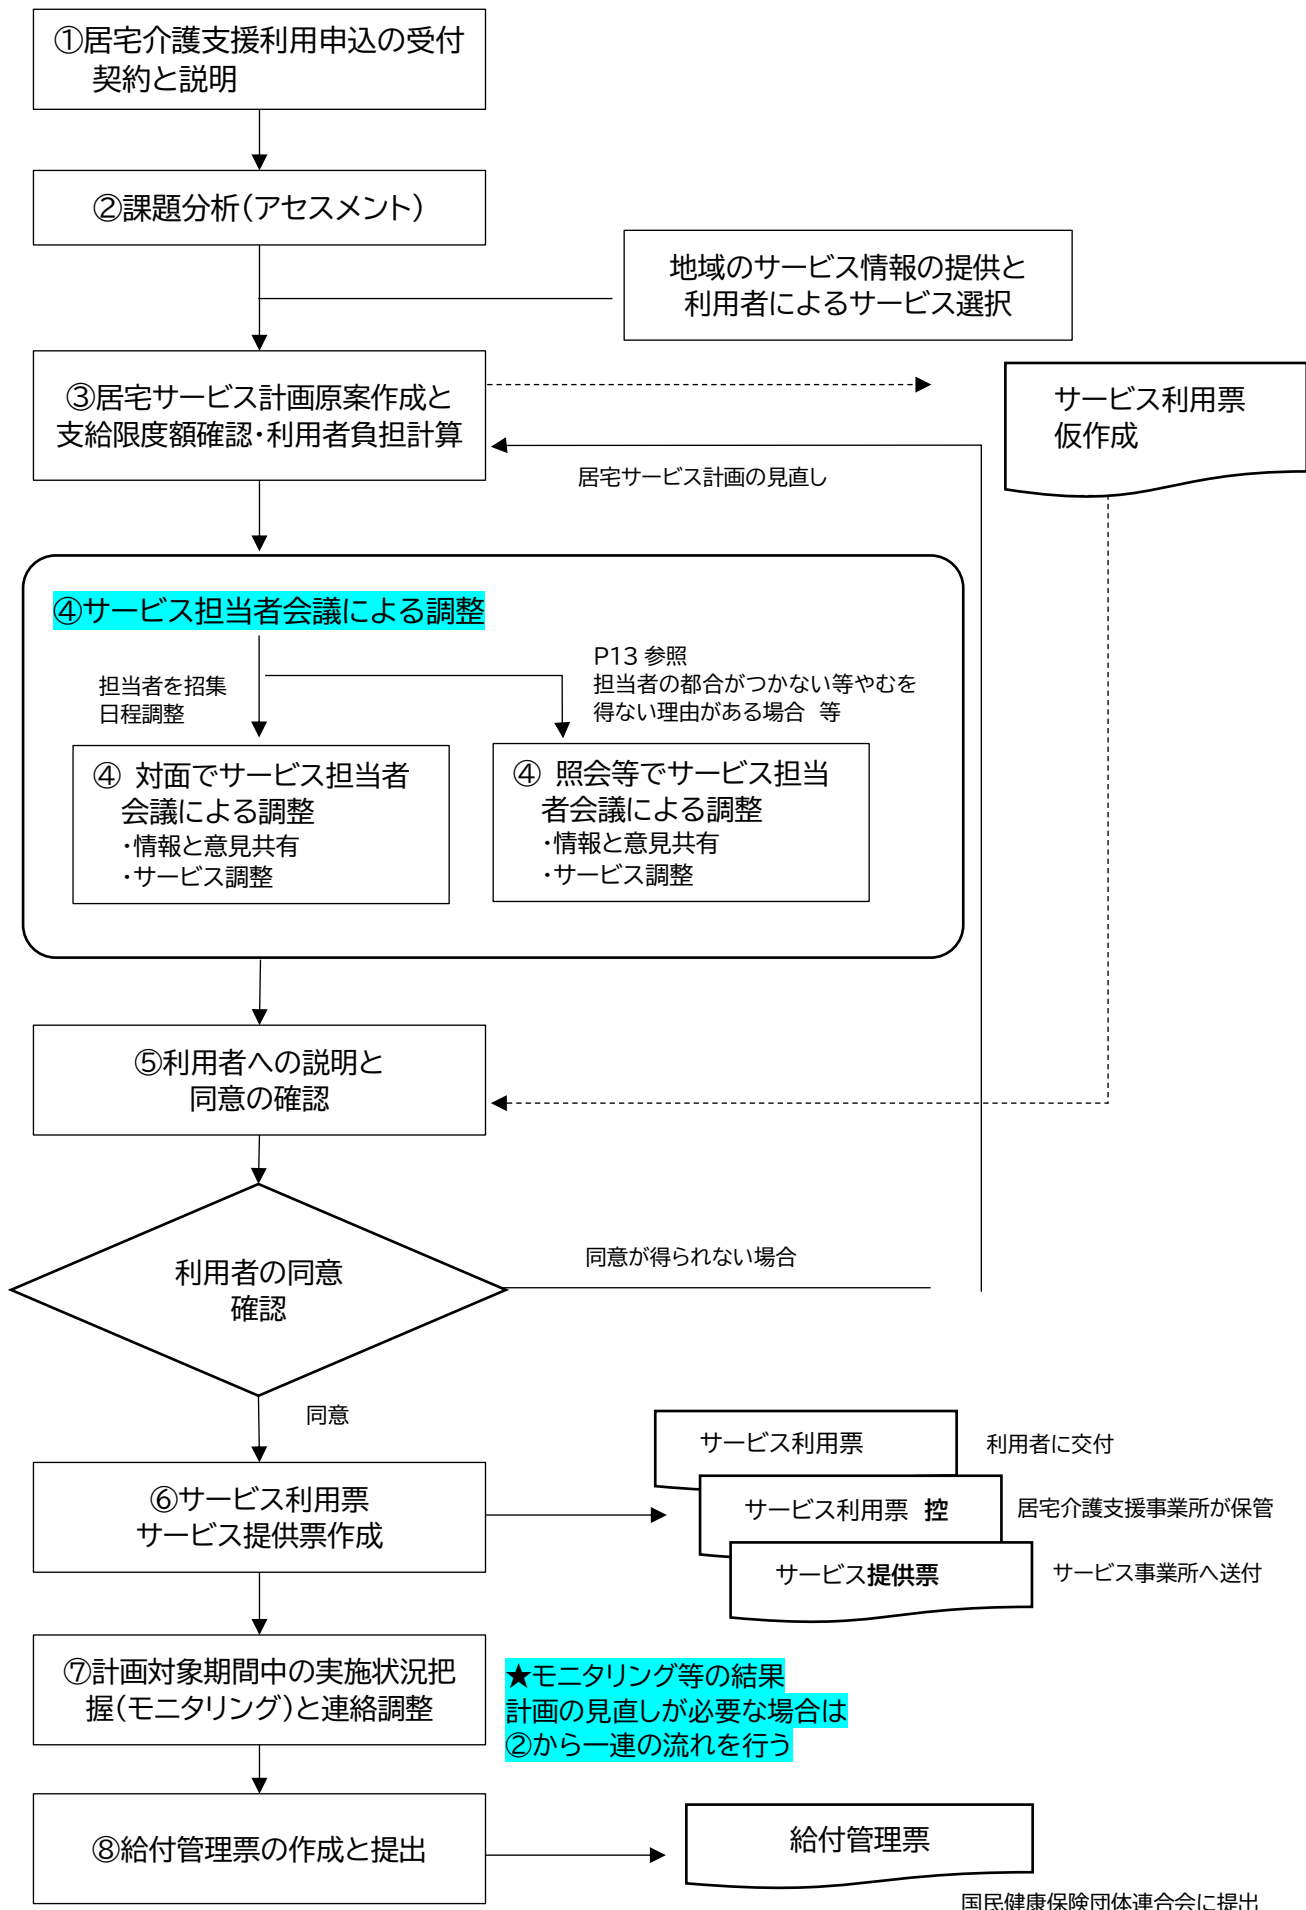 ①居宅介護支援利用申込の受付
契約と説明
②課題分析(アセスメント)
地域のサービス情報の提供と
利用者によるサービス選択
③居宅サービス計画原案作成と
支給限度額確認・利用者負担計算
サービス利用票
仮作成
居宅サービス計画の見直し
④サービス担当者会議による調整
担当者を招集
日程調整
P13 参照
担当者の都合がつかない等やむを
得ない理由がある場合 等
④ 対面でサービス担当者
会議による調整
・情報と意見共有
・サービス調整
④ 照会等でサービス担当
者会議による調整
・情報と意見共有
・サービス調整
⑤利用者への説明と
同意の確認
利用者の同意
確認
同意が得られない場合
同意
⑥サービス利用票
サービス提供票作成
サービス利用票
利用者に交付
サービス利用票 控
居宅介護支援事業所が保管
サービス提供票
サービス事業所へ送付
⑦計画対象期間中の実施状況把
握(モニタリング)と連絡調整
★モニタリング等の結果
計画の見直しが必要な場合は
②から一連の流れを行う
⑧給付管理票の作成と提出
給付管理票
国民健康保険団体連合会に提出